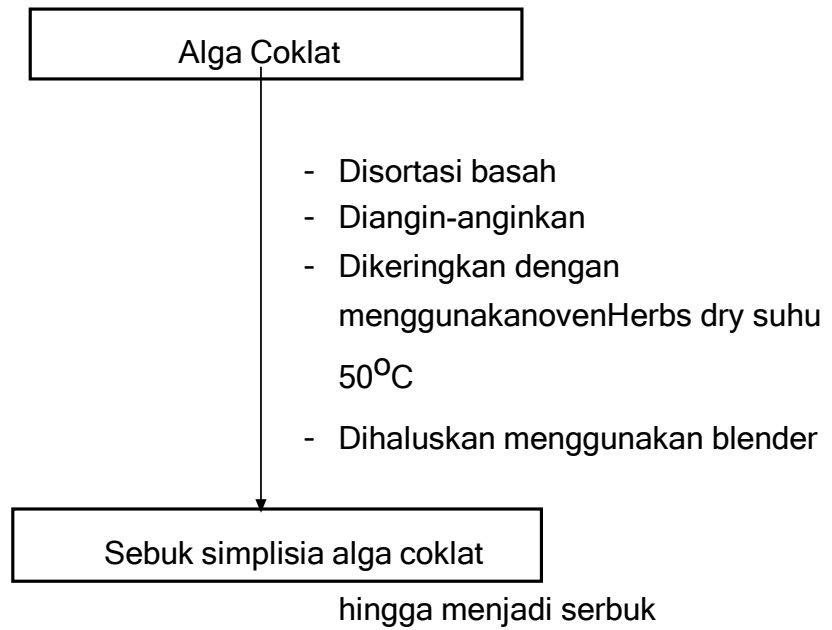 Alga Coklat
- Disortasi basah
- Diangin-anginkan
- Dikeringkan dengan
menggunakanovenHerbs dry suhu
50⁰C
- Dihaluskan menggunakan blender
Sebuk simplisia alga coklat
hingga menjadi serbuk